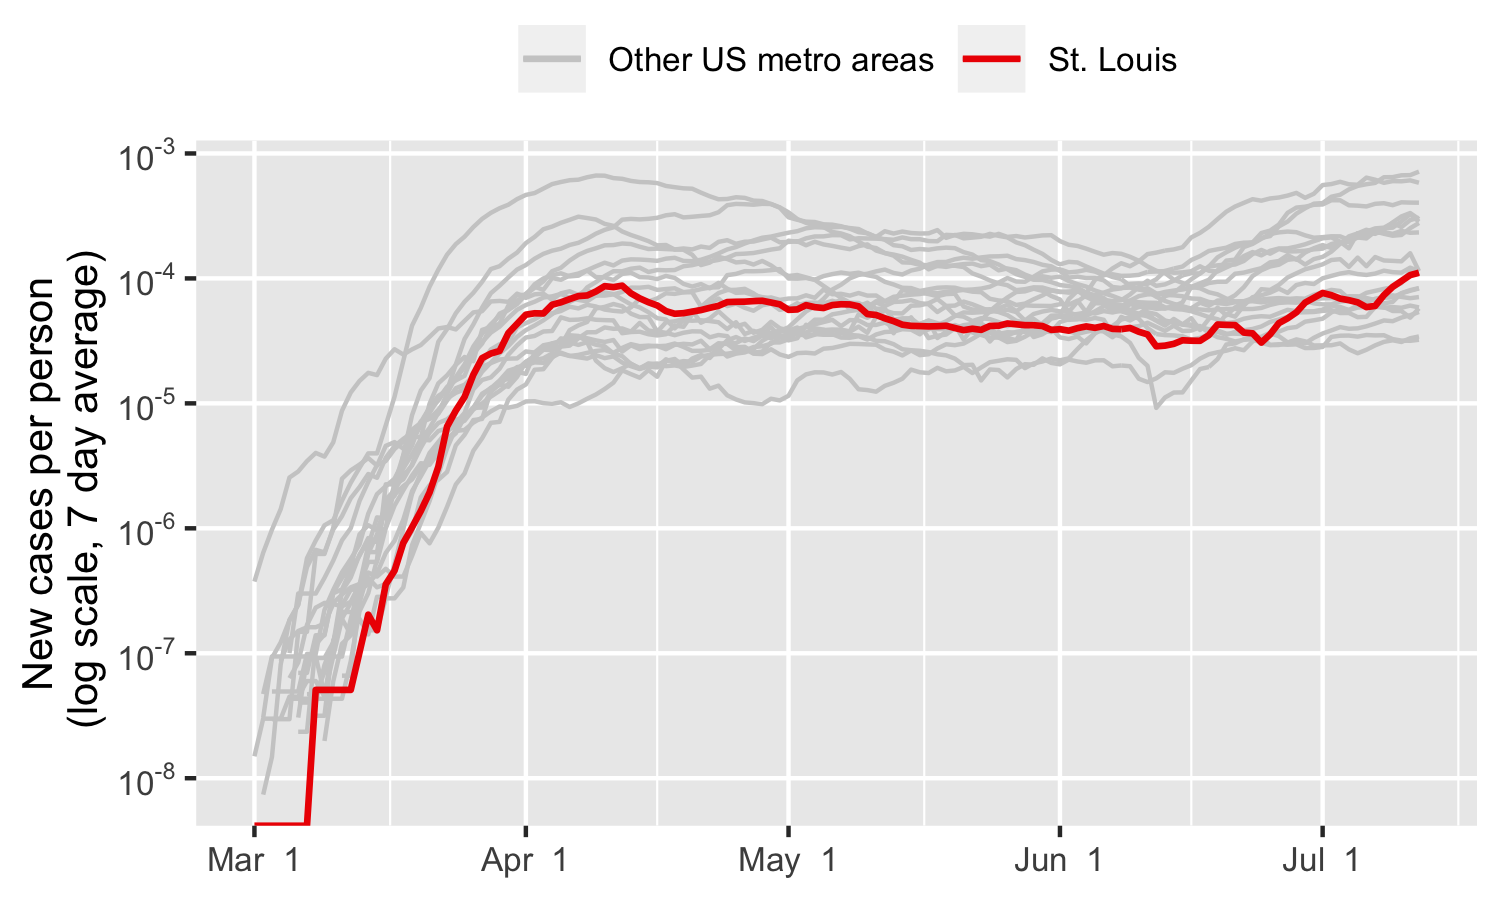 Other US metro areas St. Louis
New cases per person
(log scale, 7 day average)
10⁻³
10⁻⁴
10⁻⁵
10⁻⁶
10⁻⁷
10⁻⁸
Mar 1 Apr 1 May 1 Jun 1 Jul 1